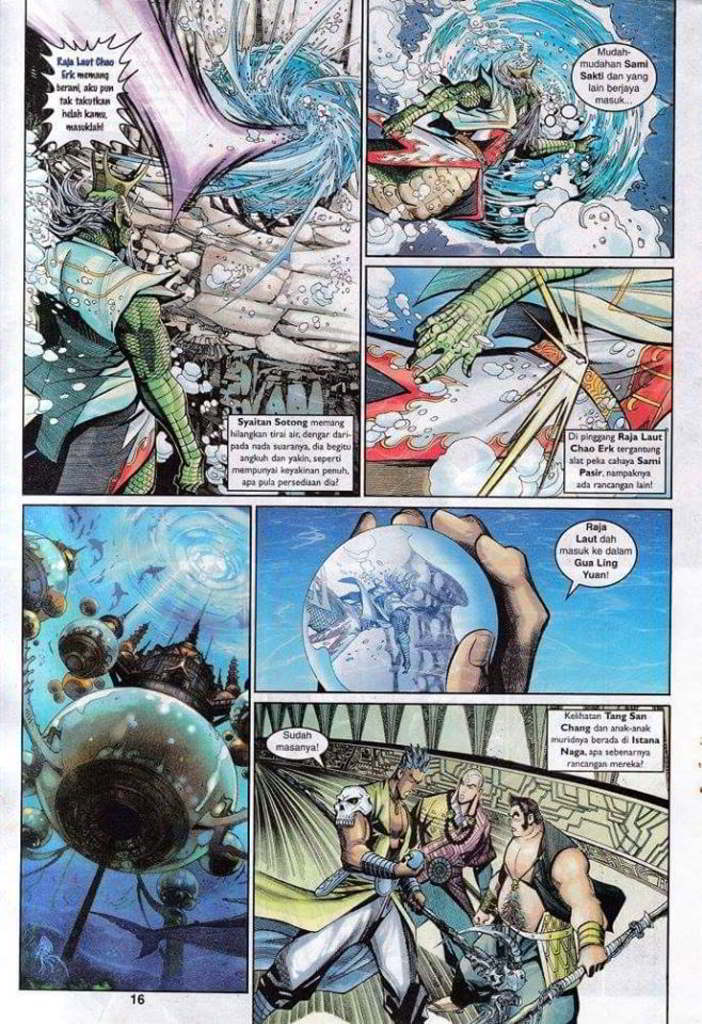 Raja Laut Chao
Erk memang
berani, aku pun
tak takutkan
helah kamu,
masuklah!
Syaitan Sotong memang
hilangkan tirai air, dengar dari-
pada nada suaranya, dia begitu
angkuh dan yakin, seperti
mempunyai keyakinan penuh,
apa pula persediaan dia?
Mudah-
mudahan Sami
Sakti dan yang
lain berjaya
masuk...
Di pinggang Raja Laut
Chao Erk tergantung
alat peka cahaya Sami
Pasir, nampaknya
ada rancangan lain!
Raja
Laut dah
masuk ke dalam
Gua Ling
Yuan!
Sudah
masanya!
Kelihatan Tang San
Chang dan anak-anak
muridnya berada di Istana
Naga, apa sebenarnya
rancangan mereka?
16